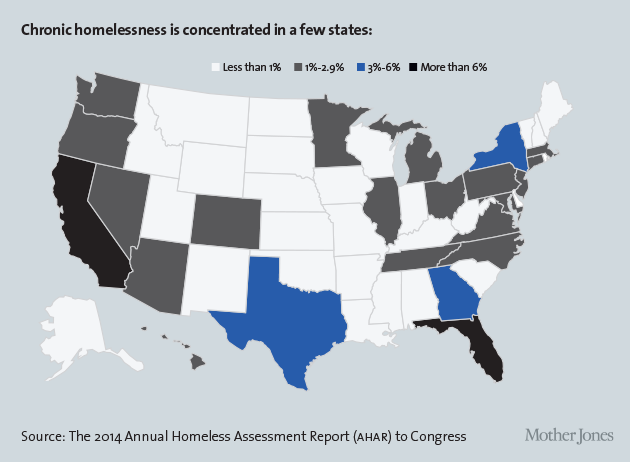 Chronic homelessness is concentrated in a few states:
Less than 1% 1%-2.9% 3%-6% More than 6%
Source: The 2014 Annual Homeless Assessment Report (AHAR) to Congress
Mother Jones